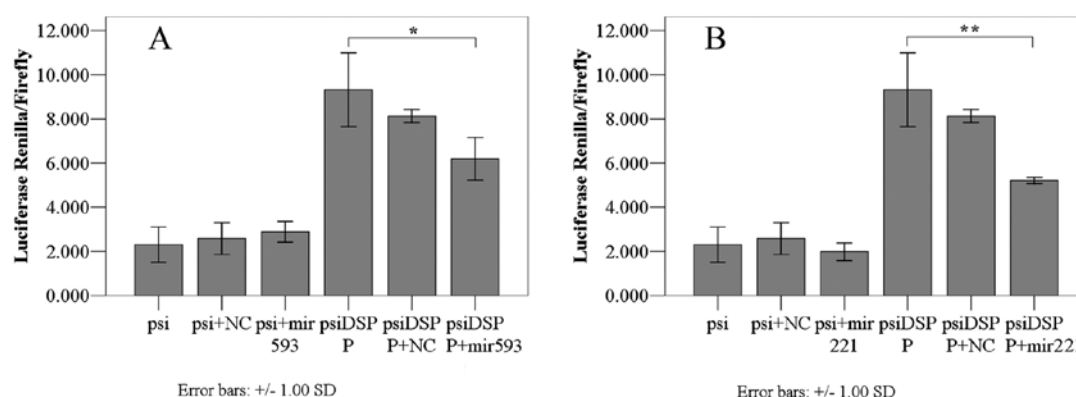 A
*
Luciferase Renilla/Firefly
12.000
10.000
8.000
6.000
4.000
2.000
0.000
psi
psi+NC
psi+mir
593
psiDSP
P
psiDSP
P+NC
psiDSP
P+mir593
Error bars: +/- 1.00 SD
B
**
Luciferase Renilla/Firefly
12.000
10.000
8.000
6.000
4.000
2.000
0.000
psi
psi+NC
psi+mir
221
psiDSP
P
psiDSP
P+NC
psiDSP
P+mir221
Error bars: +/- 1.00 SD